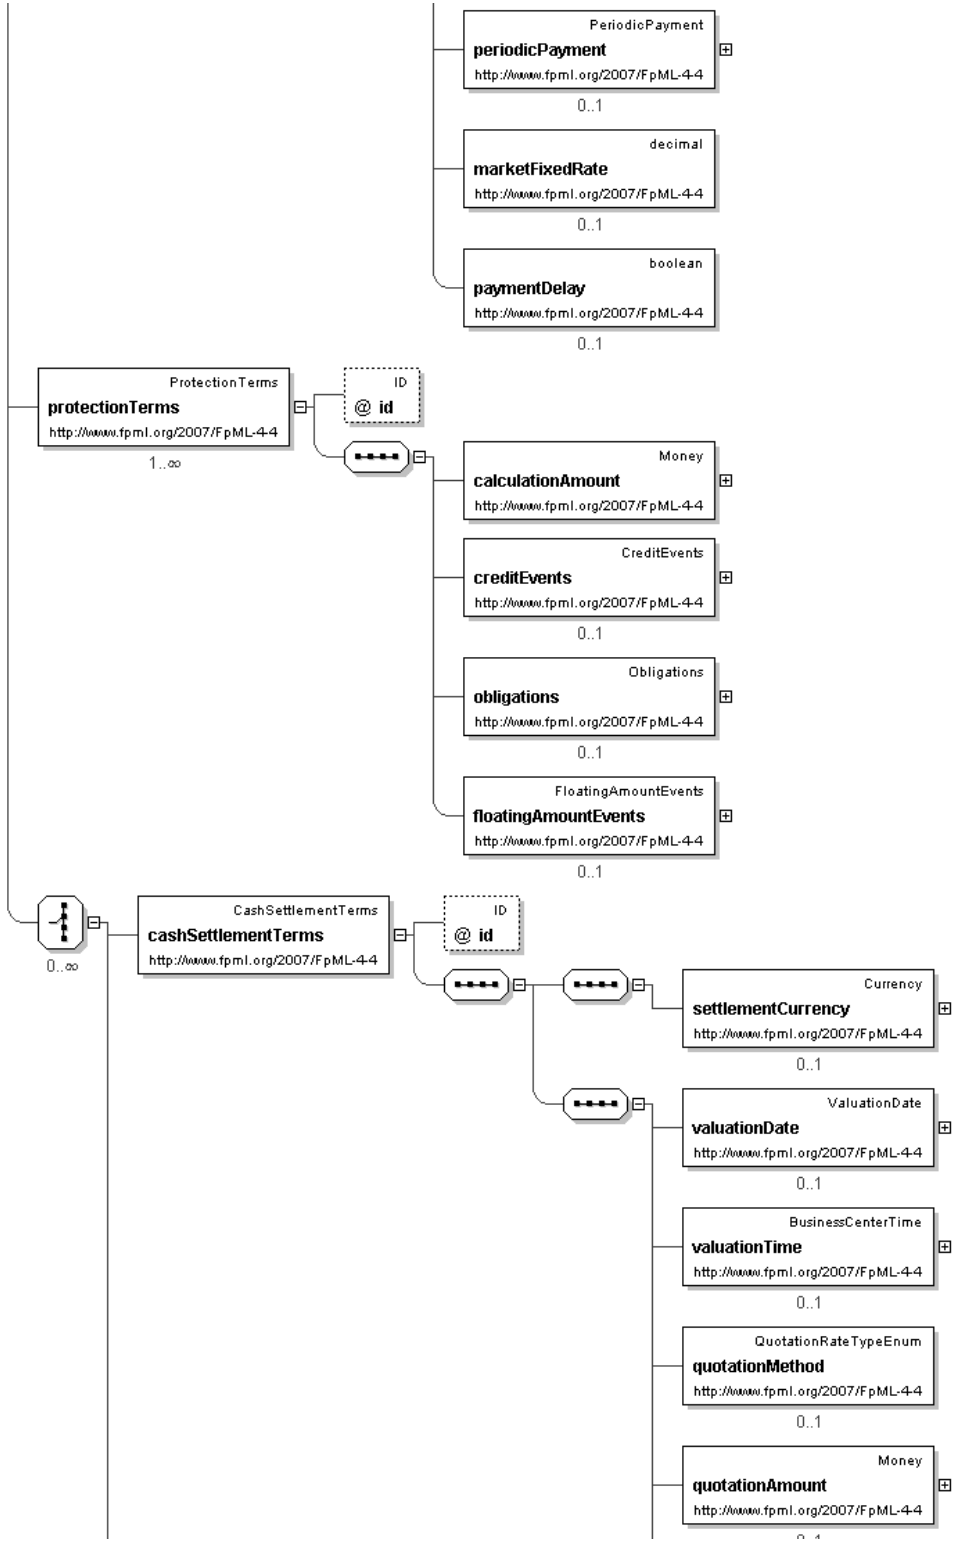 PeriodicPayment
periodicPayment
http://www.fpml.org/2007/FpML-4-4
0..1
decimal
marketFixedRate
http://www.fpml.org/2007/FpML-4-4
0..1
boolean
paymentDelay
http://www.fpml.org/2007/FpML-4-4
0..1
ProtectionTerms
protectionTerms
http://www.fpml.org/2007/FpML-4-4
1..∞
ID
@ id
Money
calculationAmount
http://www.fpml.org/2007/FpML-4-4
CreditEvents
creditEvents
http://www.fpml.org/2007/FpML-4-4
0..1
Obligations
obligations
http://www.fpml.org/2007/FpML-4-4
0..1
FloatingAmountEvents
floatingAmountEvents
http://www.fpml.org/2007/FpML-4-4
0..1
0..∞
CashSettlementTerms
cashSettlementTerms
http://www.fpml.org/2007/FpML-4-4
ID
@ id
Currency
settlementCurrency
http://www.fpml.org/2007/FpML-4-4
0..1
ValuationDate
valuationDate
http://www.fpml.org/2007/FpML-4-4
0..1
BusinessCenterTime
valuationTime
http://www.fpml.org/2007/FpML-4-4
0..1
QuotationRateTypeEnum
quotationMethod
http://www.fpml.org/2007/FpML-4-4
0..1
Money
quotationAmount
http://www.fpml.org/2007/FpML-4-4